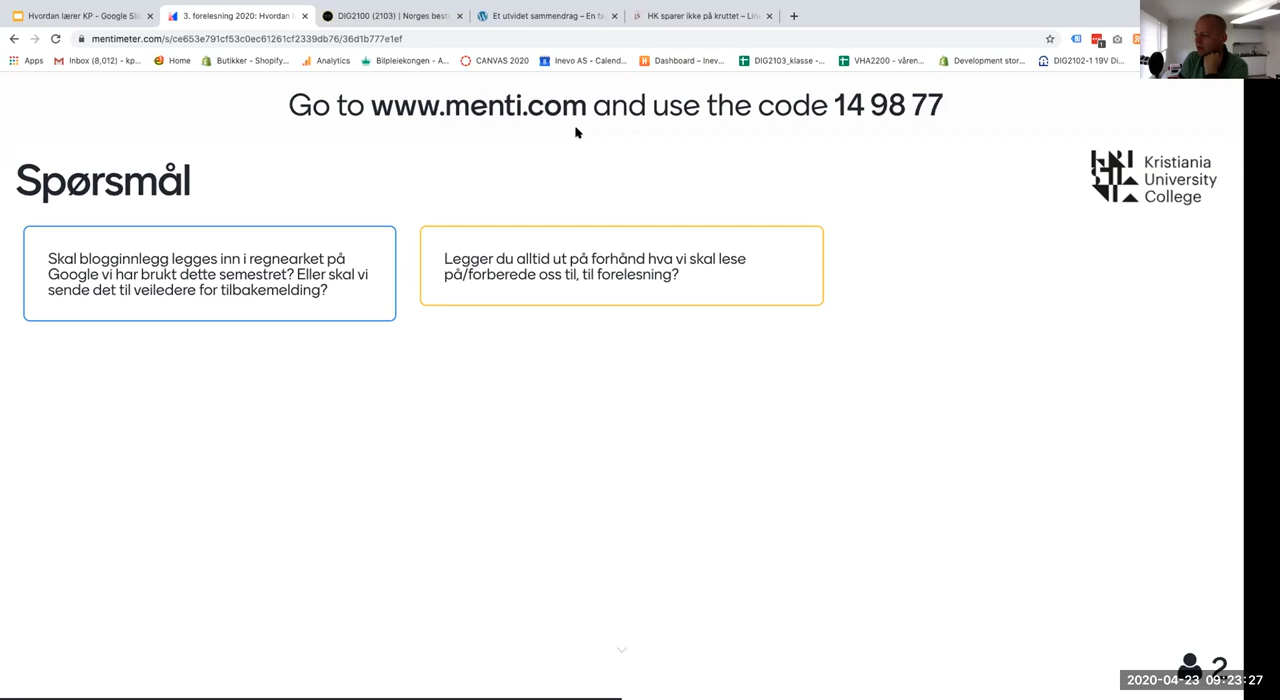 Hvordan lærer KP - Google Sli
3. forelesning 2020: Hvordan l
DIG2100 (2103) | Norges best
Et utvidet sammendrag – En fa
HK sparer ikke på kruttet – Lin
mentimeter.com/s/ce653e791cf53c0ec61261cf2339db76/36d1b777e1ef
Apps
Inbox (8,012) - kp...
Home
Butikker - Shopify...
Analytics
Bilpleiekongen - A...
CANVAS 2020
Inevo AS - Calend...
Dashboard – Inev...
DIG2103_klasse -...
VHA2200 - våren...
Development stor...
DIG2102-1 19V Di...
Go to www.menti.com and use the code 14 98 77
Spørsmål
Kristiania
University
College
Skal blogginnlegg legges inn i regnearket på
Google vi har brukt dette semestret? Eller skal vi
sende det til veiledere for tilbakemelding?
Legger du alltid ut på forhånd hva vi skal lese
på/forberede oss til, til forelesning?
2
2020-04-23 09:23:27